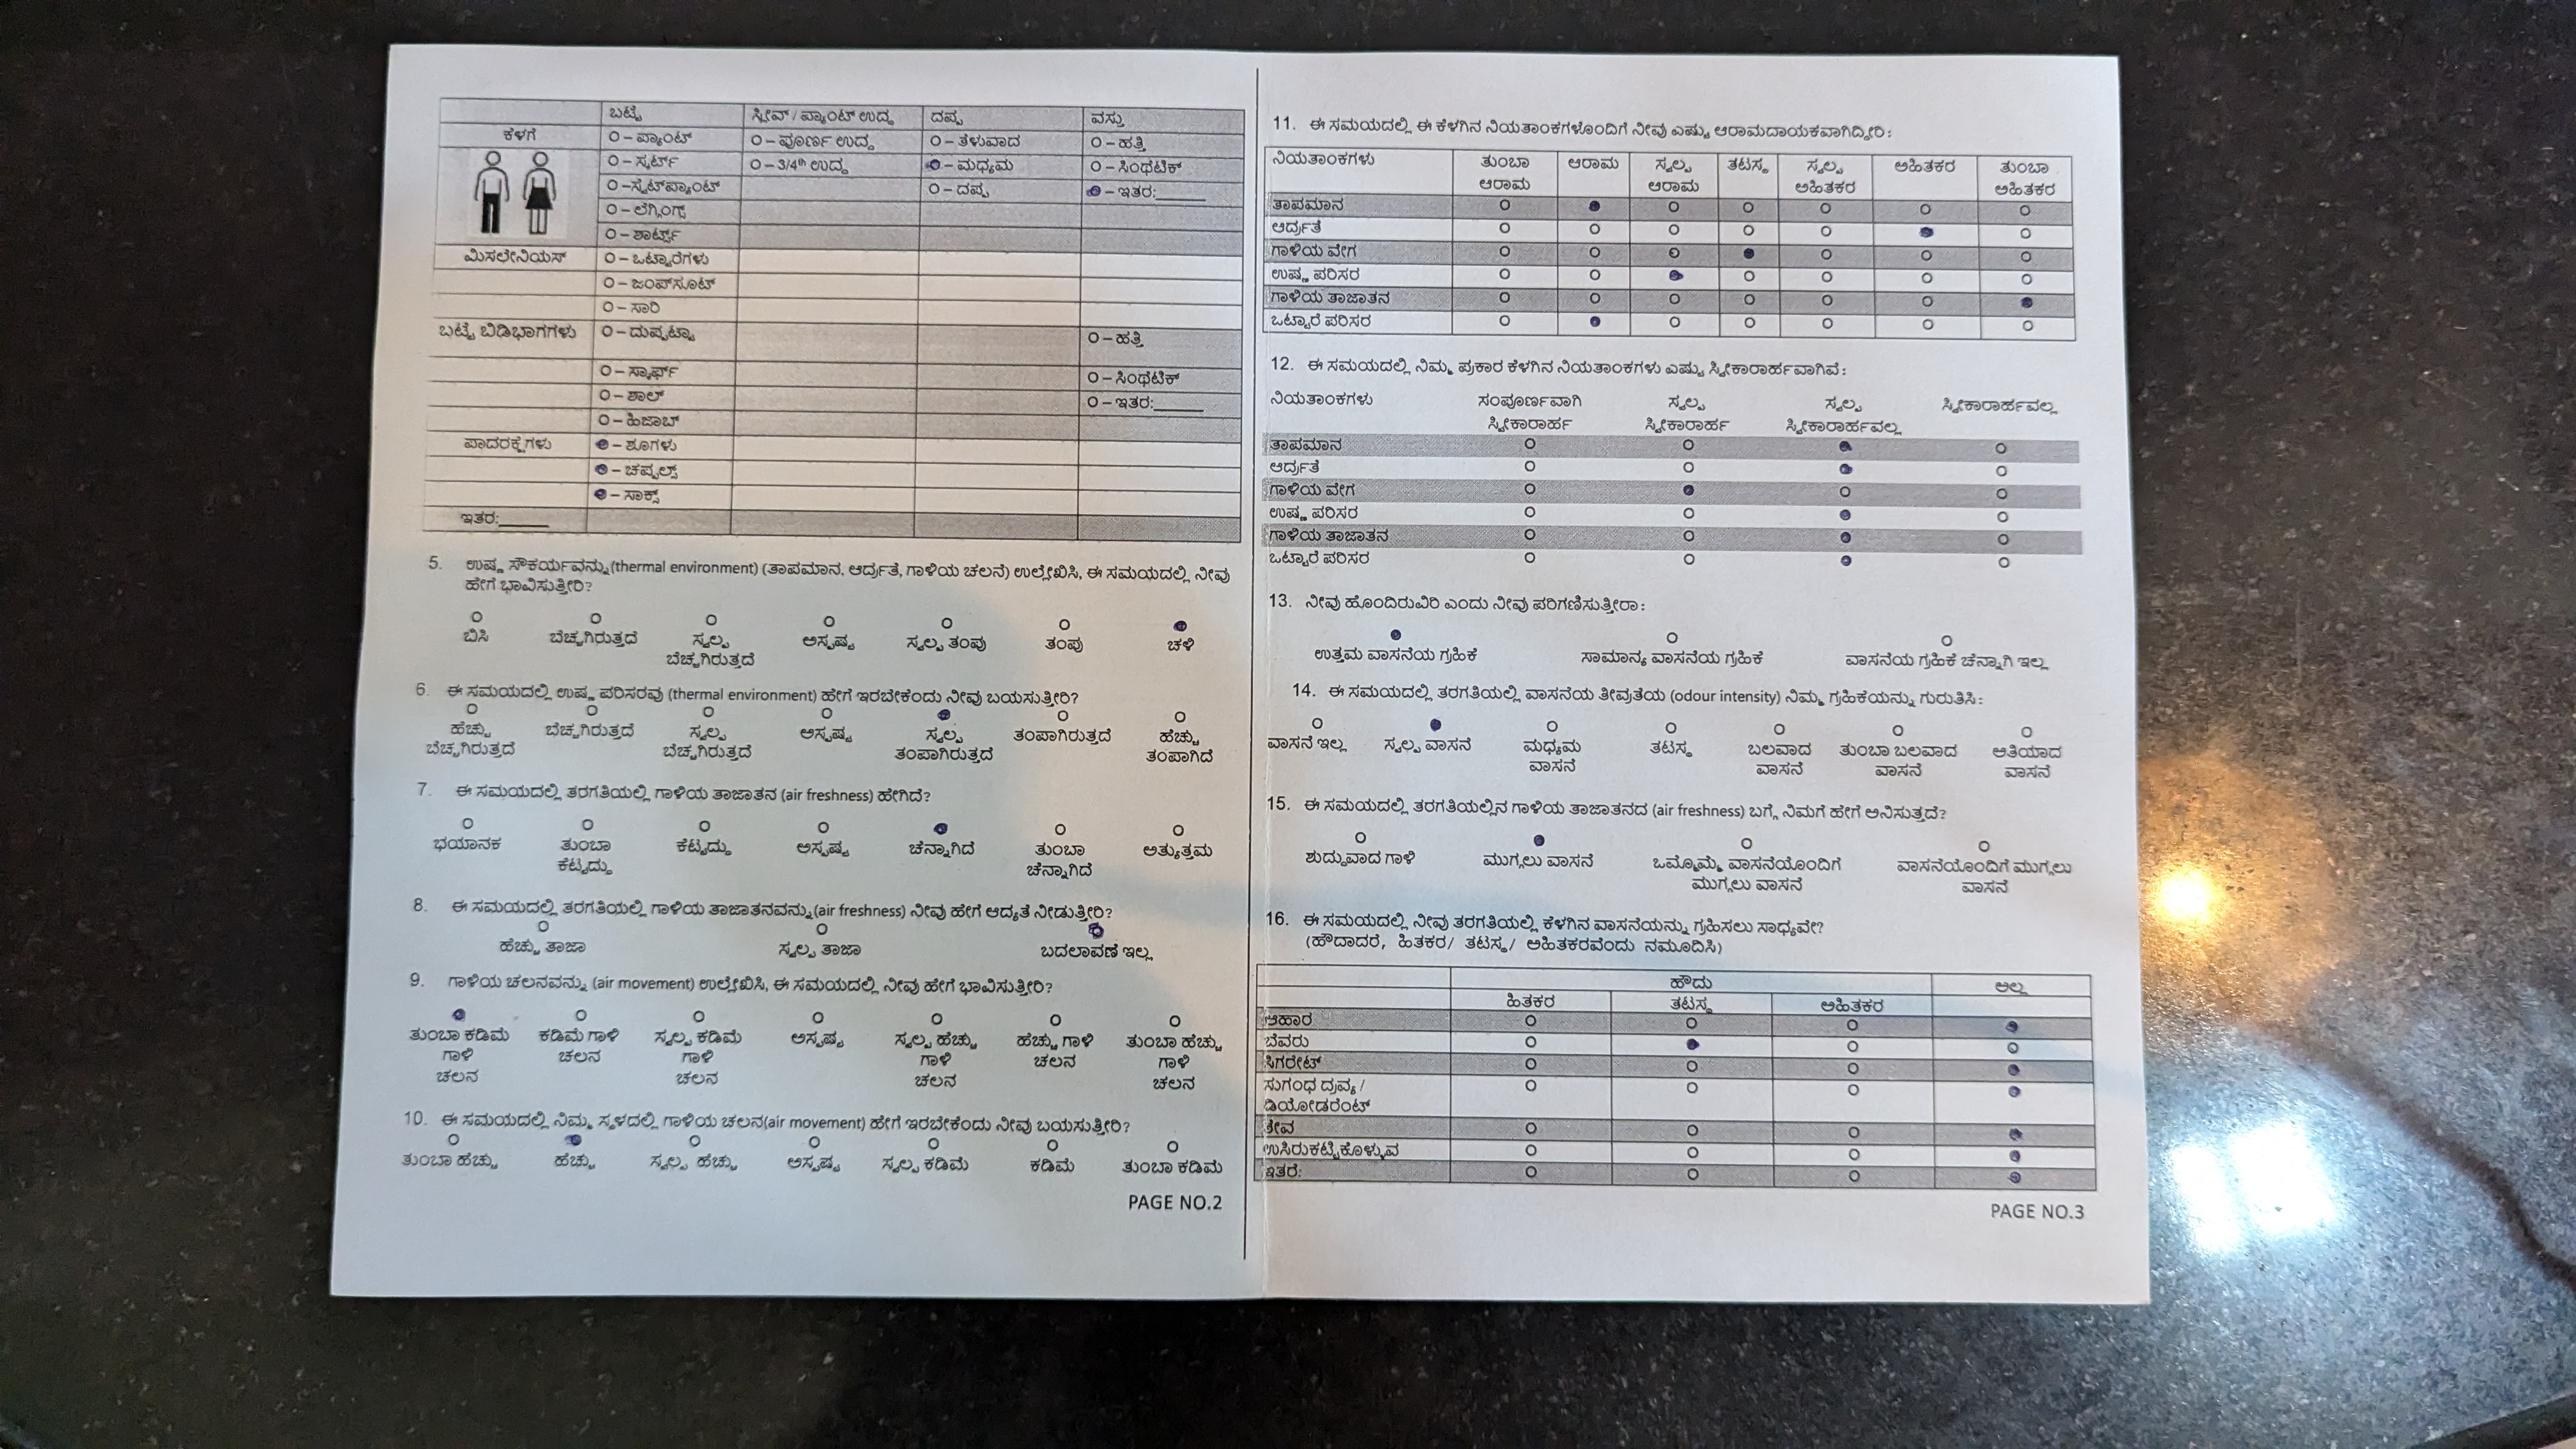 ಬಟ್ಟೆ ಸ್ಲೀವ್ / ಪ್ಯಾಂಟ್ ಉದ್ದ ದಪ್ಪ ವಸ್ತು
ಕೆಳಗೆ O – ಪ್ಯಾಂಟ್ O – ಪೂರ್ಣ ಉದ್ದ O – ತೆಳುವಾದ O – ಹತ್ತಿ
O – ಸ್ಕರ್ಟ್ O – 3/4th ಉದ್ದ O – ಮಧ್ಯಮ O – ಸಿಂಥೆಟಿಕ್
O –ಸ್ವೆಟ್‌ಪ್ಯಾಂಟ್ O – ದಪ್ಪ O – ಇತರ:______
O – ಲೆಗ್ಗಿಂಗ್ಸ್
O – ಶಾರ್ಟ್ಸ್
ಮಿಸಲೇನಿಯಸ್ O – ಒಟ್ಟಾರೆಗಳು
O – ಜಂಪ್‌ಸೂಟ್
O – ಸಾರಿ
ಬಟ್ಟೆ ಬಿಡಿಭಾಗಗಳು O – ದುಪ್ಪಟ್ಟಾ O – ಹತ್ತಿ
O – ಸ್ಕಾರ್ಫ್ O – ಸಿಂಥೆಟಿಕ್
O – ಶಾಲ್ O – ಇತರ:______
O – ಹಿಜಾಬ್
ಪಾದರಕ್ಷೆಗಳು O – ಶೂಗಳು
O – ಚಪ್ಪಲ್ಸ್
O – ಸಾಕ್ಸ್
ಇತರ:______
5. ಉಷ್ಣ ಸೌಕರ್ಯವನ್ನು(thermal environment) (ತಾಪಮಾನ, ಆರ್ದ್ರತೆ, ಗಾಳಿಯ ಚಲನೆ) ಉಲ್ಲೇಖಿಸಿ, ಈ ಸಮಯದಲ್ಲಿ ನೀವು
ಹೇಗೆ ಭಾವಿಸುತ್ತೀರಿ?
O O O O O O O
ಬಿಸಿ ಬೆಚ್ಚಗಿರುತ್ತದೆ ಸ್ವಲ್ಪ ಅಸ್ಪಷ್ಟ ಸ್ವಲ್ಪ ತಂಪು ತಂಪು ಚಳಿ
ಬೆಚ್ಚಗಿರುತ್ತದೆ
6. ಈ ಸಮಯದಲ್ಲಿ ಉಷ್ಣ ಪರಿಸರವು (thermal environment) ಹೇಗೆ ಇರಬೇಕೆಂದು ನೀವು ಬಯಸುತ್ತೀರಿ?
O O O O O O O
ಹೆಚ್ಚು ಬೆಚ್ಚಗಿರುತ್ತದೆ ಸ್ವಲ್ಪ ಅಸ್ಪಷ್ಟ ಸ್ವಲ್ಪ ತಂಪಾಗಿರುತ್ತದೆ ಹೆಚ್ಚು
ಬೆಚ್ಚಗಿರುತ್ತದೆ ಬೆಚ್ಚಗಿರುತ್ತದೆ ತಂಪಾಗಿರುತ್ತದೆ ತಂಪಾಗಿದೆ
7. ಈ ಸಮಯದಲ್ಲಿ ತರಗತಿಯಲ್ಲಿ ಗಾಳಿಯ ತಾಜಾತನ (air freshness) ಹೇಗಿದೆ?
O O O O O O O
ಭಯಾನಕ ತುಂಬಾ ಕೆಟ್ಟದ್ದು ಅಸ್ಪಷ್ಟ ಚೆನ್ನಾಗಿದೆ ತುಂಬಾ ಅತ್ಯುತ್ತಮ
ಕೆಟ್ಟದ್ದು ಚೆನ್ನಾಗಿದೆ
8. ಈ ಸಮಯದಲ್ಲಿ ತರಗತಿಯಲ್ಲಿ ಗಾಳಿಯ ತಾಜಾತನವನ್ನು(air freshness) ನೀವು ಹೇಗೆ ಆದ್ಯತೆ ನೀಡುತ್ತೀರಿ?
O O O
ಹೆಚ್ಚು ತಾಜಾ ಸ್ವಲ್ಪ ತಾಜಾ ಬದಲಾವಣೆ ಇಲ್ಲ
9. ಗಾಳಿಯ ಚಲನವನ್ನು (air movement) ಉಲ್ಲೇಖಿಸಿ, ಈ ಸಮಯದಲ್ಲಿ ನೀವು ಹೇಗೆ ಭಾವಿಸುತ್ತೀರಿ?
O O O O O O O
ತುಂಬಾ ಕಡಿಮೆ ಕಡಿಮೆ ಗಾಳಿ ಸ್ವಲ್ಪ ಕಡಿಮೆ ಅಸ್ಪಷ್ಟ ಸ್ವಲ್ಪ ಹೆಚ್ಚು ಹೆಚ್ಚು ಗಾಳಿ ತುಂಬಾ ಹೆಚ್ಚು
ಗಾಳಿ ಚಲನ ಗಾಳಿ ಗಾಳಿ ಚಲನ ಗಾಳಿ
ಚಲನ ಚಲನ ಚಲನ ಚಲನ
10. ಈ ಸಮಯದಲ್ಲಿ ನಿಮ್ಮ ಸ್ಥಳದಲ್ಲಿ ಗಾಳಿಯ ಚಲನ(air movement) ಹೇಗೆ ಇರಬೇಕೆಂದು ನೀವು ಬಯಸುತ್ತೀರಿ?
O O O O O O O
ತುಂಬಾ ಹೆಚ್ಚು ಹೆಚ್ಚು ಸ್ವಲ್ಪ ಹೆಚ್ಚು ಅಸ್ಪಷ್ಟ ಸ್ವಲ್ಪ ಕಡಿಮೆ ಕಡಿಮೆ ತುಂಬಾ ಕಡಿಮೆ
PAGE NO.2
11. ಈ ಸಮಯದಲ್ಲಿ ಈ ಕೆಳಗಿನ ನಿಯತಾಂಕಗಳೊಂದಿಗೆ ನೀವು ಎಷ್ಟು ಆರಾಮದಾಯಕವಾಗಿದ್ದೀರಿ:
ನಿಯತಾಂಕಗಳು ತುಂಬಾ ಆರಾಮ ಸ್ವಲ್ಪ ತಟಸ್ಥ ಸ್ವಲ್ಪ ಅಹಿತಕರ ತುಂಬಾ
ಆರಾಮ ಆರಾಮ ಅಹಿತಕರ ಅಹಿತಕರ
ತಾಪಮಾನ O O O O O O O
ಆರ್ದ್ರತೆ O O O O O O O
ಗಾಳಿಯ ವೇಗ O O O O O O O
ಉಷ್ಣ ಪರಿಸರ O O O O O O O
ಗಾಳಿಯ ತಾಜಾತನ O O O O O O O
ಒಟ್ಟಾರೆ ಪರಿಸರ O O O O O O O
12. ಈ ಸಮಯದಲ್ಲಿ ನಿಮ್ಮ ಪ್ರಕಾರ ಕೆಳಗಿನ ನಿಯತಾಂಕಗಳು ಎಷ್ಟು ಸ್ವೀಕಾರಾರ್ಹವಾಗಿವೆ:
ನಿಯತಾಂಕಗಳು ಸಂಪೂರ್ಣವಾಗಿ ಸ್ವಲ್ಪ ಸ್ವಲ್ಪ ಸ್ವೀಕಾರಾರ್ಹವಲ್ಲ
ಸ್ವೀಕಾರಾರ್ಹ ಸ್ವೀಕಾರಾರ್ಹ ಸ್ವೀಕಾರಾರ್ಹವಲ್ಲ
ತಾಪಮಾನ O O O O
ಆರ್ದ್ರತೆ O O O O
ಗಾಳಿಯ ವೇಗ O O O O
ಉಷ್ಣ ಪರಿಸರ O O O O
ಗಾಳಿಯ ತಾಜಾತನ O O O O
ಒಟ್ಟಾರೆ ಪರಿಸರ O O O O
13. ನೀವು ಹೊಂದಿರುವಿರಿ ಎಂದು ನೀವು ಪರಿಗಣಿಸುತ್ತೀರಾ:
O O O
ಉತ್ತಮ ವಾಸನೆಯ ಗ್ರಹಿಕೆ ಸಾಮಾನ್ಯ ವಾಸನೆಯ ಗ್ರಹಿಕೆ ವಾಸನೆಯ ಗ್ರಹಿಕೆ ಚೆನ್ನಾಗಿ ಇಲ್ಲ
14. ಈ ಸಮಯದಲ್ಲಿ ತರಗತಿಯಲ್ಲಿ ವಾಸನೆಯ ತೀವ್ರತೆಯ (odour intensity) ನಿಮ್ಮ ಗ್ರಹಿಕೆಯನ್ನು ಗುರುತಿಸಿ:
O O O O O O O
ವಾಸನೆ ಇಲ್ಲ ಸ್ವಲ್ಪ ವಾಸನೆ ಮಧ್ಯಮ ತಟಸ್ಥ ಬಲವಾದ ತುಂಬಾ ಬಲವಾದ ಅತಿಯಾದ
ವಾಸನೆ ವಾಸನೆ ವಾಸನೆ ವಾಸನೆ
15. ಈ ಸಮಯದಲ್ಲಿ ತರಗತಿಯಲ್ಲಿನ ಗಾಳಿಯ ತಾಜಾತನದ (air freshness) ಬಗ್ಗೆ ನಿಮಗೆ ಹೇಗೆ ಅನಿಸುತ್ತದೆ?
O O O O
ಶುದ್ಧವಾದ ಗಾಳಿ ಮುಗ್ಗಲು ವಾಸನೆ ಒಮ್ಮೊಮ್ಮೆ ವಾಸನೆಯೊಂದಿಗೆ ವಾಸನೆಯೊಂದಿಗೆ ಮುಗ್ಗಲು
ಮುಗ್ಗಲು ವಾಸನೆ ವಾಸನೆ
16. ಈ ಸಮಯದಲ್ಲಿ ನೀವು ತರಗತಿಯಲ್ಲಿ ಕೆಳಗಿನ ವಾಸನೆಯನ್ನು ಗ್ರಹಿಸಲು ಸಾಧ್ಯವೇ?
(ಹೌದಾದರೆ, ಹಿತಕರ/ ತಟಸ್ಥ/ ಅಹಿತಕರವೆಂದು ನಮೂದಿಸಿ)
ಹೌದು ಅಲ್ಲ
ಹಿತಕರ ತಟಸ್ಥ ಅಹಿತಕರ
ಆಹಾರ O O O O
ಬೆವರು O O O O
ಸಿಗರೇಟ್ O O O O
ಸುಗಂಧ ದ್ರವ್ಯ / O O O O
ಡಿಯೋಡರೆಂಟ್
ತೇವ O O O O
ಉಸಿರುಕಟ್ಟಿಕೊಳ್ಳುವ O O O O
ಇತರೆ: O O O O
PAGE NO.3